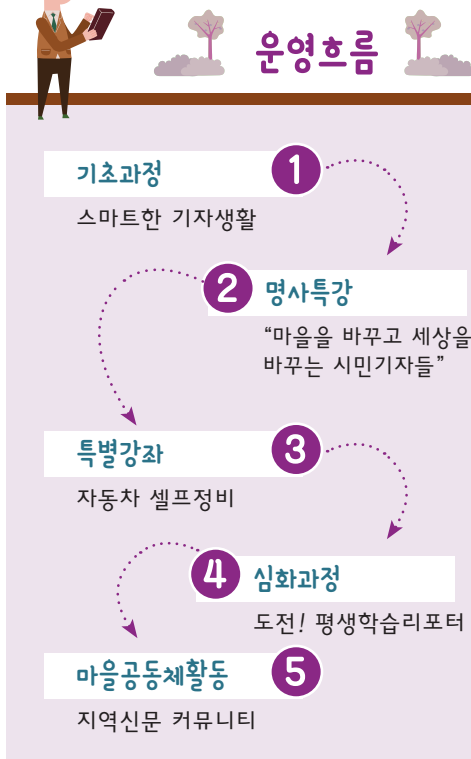 운영흐름
기초과정 1
스마트한 기자생활
2 명사특강
“마을을 바꾸고 세상을
바꾸는 시민기자들”
특별강좌 3
자동차 셀프정비
4 심화과정
도전! 평생학습리포터
마을공동체활동 5
지역신문 커뮤니티